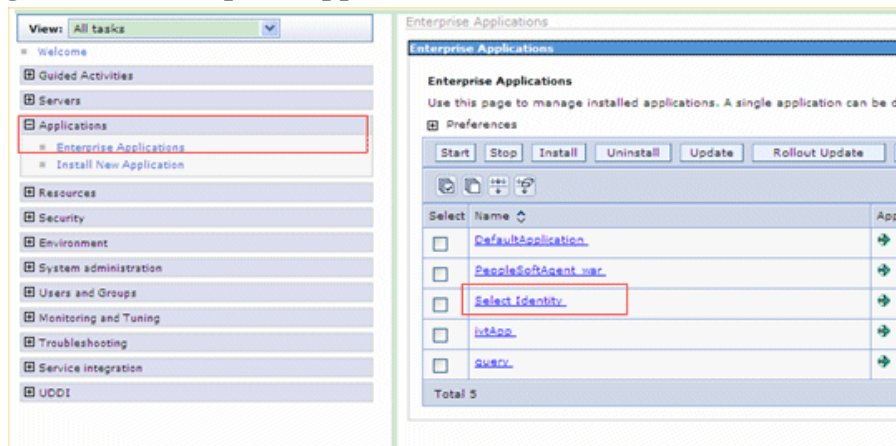 View: All tasks
Welcome
Guided Activities
Servers
Applications
Enterprise Applications
Install New Application
Resources
Security
Environment
System administration
Users and Groups
Monitoring and Tuning
Troubleshooting
Service integration
UDDI
Enterprise Applications
Enterprise Applications
Enterprise Applications
Use this page to manage installed applications. A single application can be d
Preferences
Start Stop Install Uninstall Update Rollout Update
Select Name App
DefaultApplication
PeopleSoftAgent_war
Select Identity
ivtApp
query
Total 5